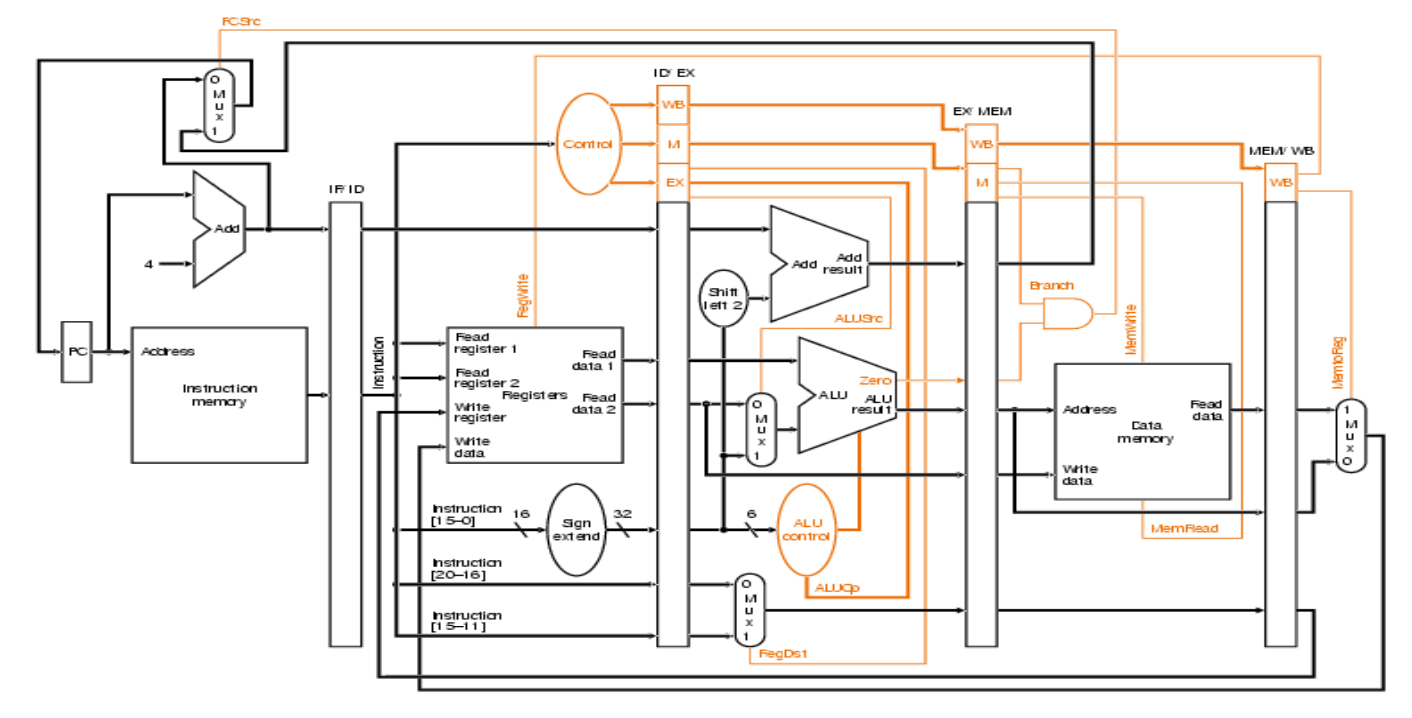 PCSrc
0
M
u
x
1
ID/EX
WB
M
EX
Control
EX/MEM
WB
M
MEM/WB
WB
IF/ID
Add
4
PC
Address
Instruction
memory
Instruction
RegWrite
Read
register 1
Read
register 2
Write
register
Write
data
Registers
Read
data 1
Read
data 2
Shift
left 2
Add
Add
result
ALUSrc
0
M
u
x
1
Zero
ALU
ALU
result
Branch
MemWrite
Address
Read
data
Data
memory
Write
data
MemRead
MemtoReg
1
M
u
x
0
Instruction
[15–0]
16
Sign
extend
32
6
ALU
control
ALUOp
Instruction
[20–16]
Instruction
[15–11]
0
M
u
x
1
RegDst